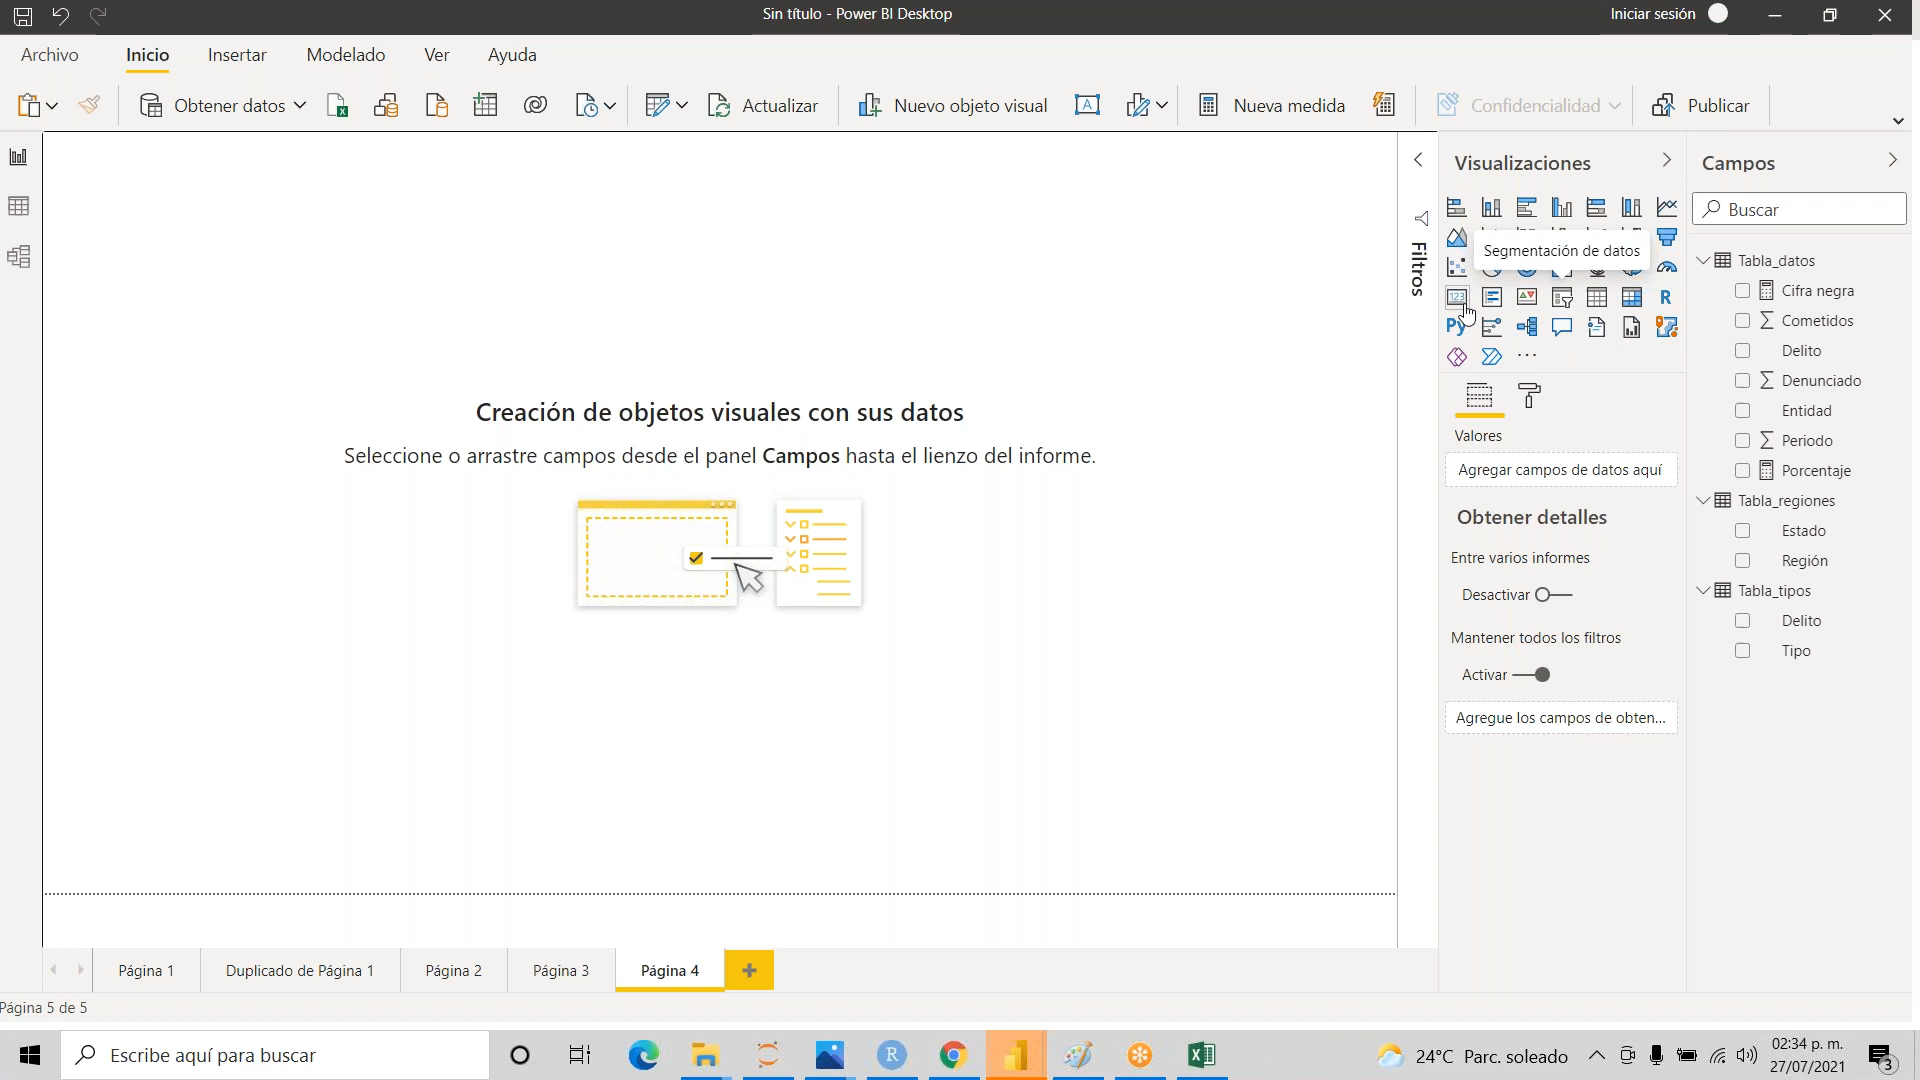 Sin título - Power BI Desktop
Iniciar sesión
Archivo
Inicio
Insertar
Modelado
Ver
Ayuda
Obtener datos
Actualizar
Nuevo objeto visual
Nueva medida
Confidencialidad
Publicar
Visualizaciones
Campos
Buscar
Filtros
Segmentación de datos
123
R
Py
Tabla_datos
Cifra negra
Cometidos
Delito
Denunciado
Entidad
Periodo
Porcentaje
Tabla_regiones
Estado
Región
Tabla_tipos
Delito
Tipo
Valores
Agregar campos de datos aquí
Obtener detalles
Entre varios informes
Desactivar
Mantener todos los filtros
Activar
Agregue los campos de obten...
Creación de objetos visuales con sus datos
Seleccione o arrastre campos desde el panel Campos hasta el lienzo del informe.
Página 1
Duplicado de Página 1
Página 2
Página 3
Página 4
Página 5 de 5
Escribe aquí para buscar
24°C Parc. soleado
02:34 p. m.
27/07/2021
3